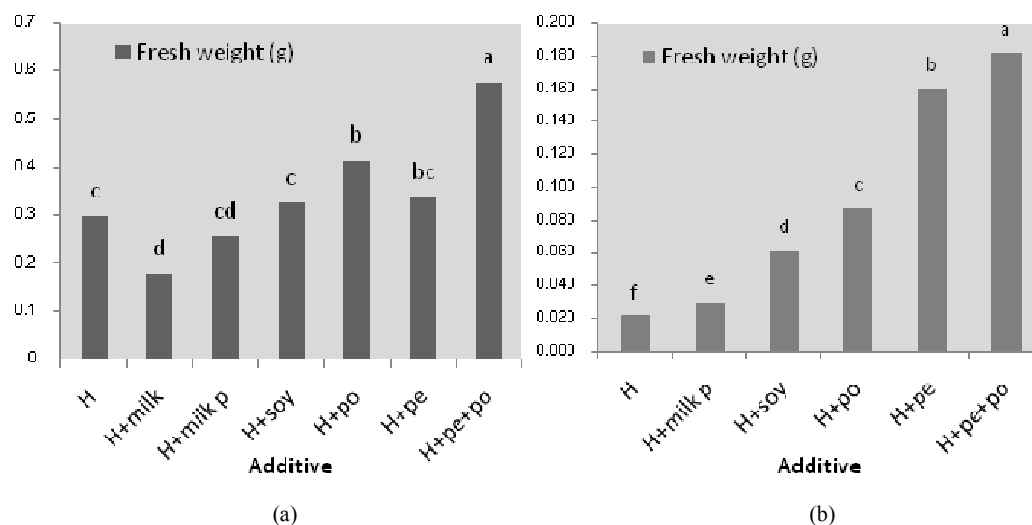 0.7
0.6
0.5
0.4
0.3
0.2
0.1
0
Fresh weight (g)
c
d
cd
c
b
bc
a
H
H+milk
H+milk p
H+soy
H+po
H+pe
H+pe+po
Additive
(a)
0.200
0.180
0.160
0.140
0.120
0.100
0.080
0.060
0.040
0.020
0.000
Fresh weight (g)
f
e
d
c
b
a
H
H+milk p
H+soy
H+po
H+pe
H+pe+po
Additive
(b)